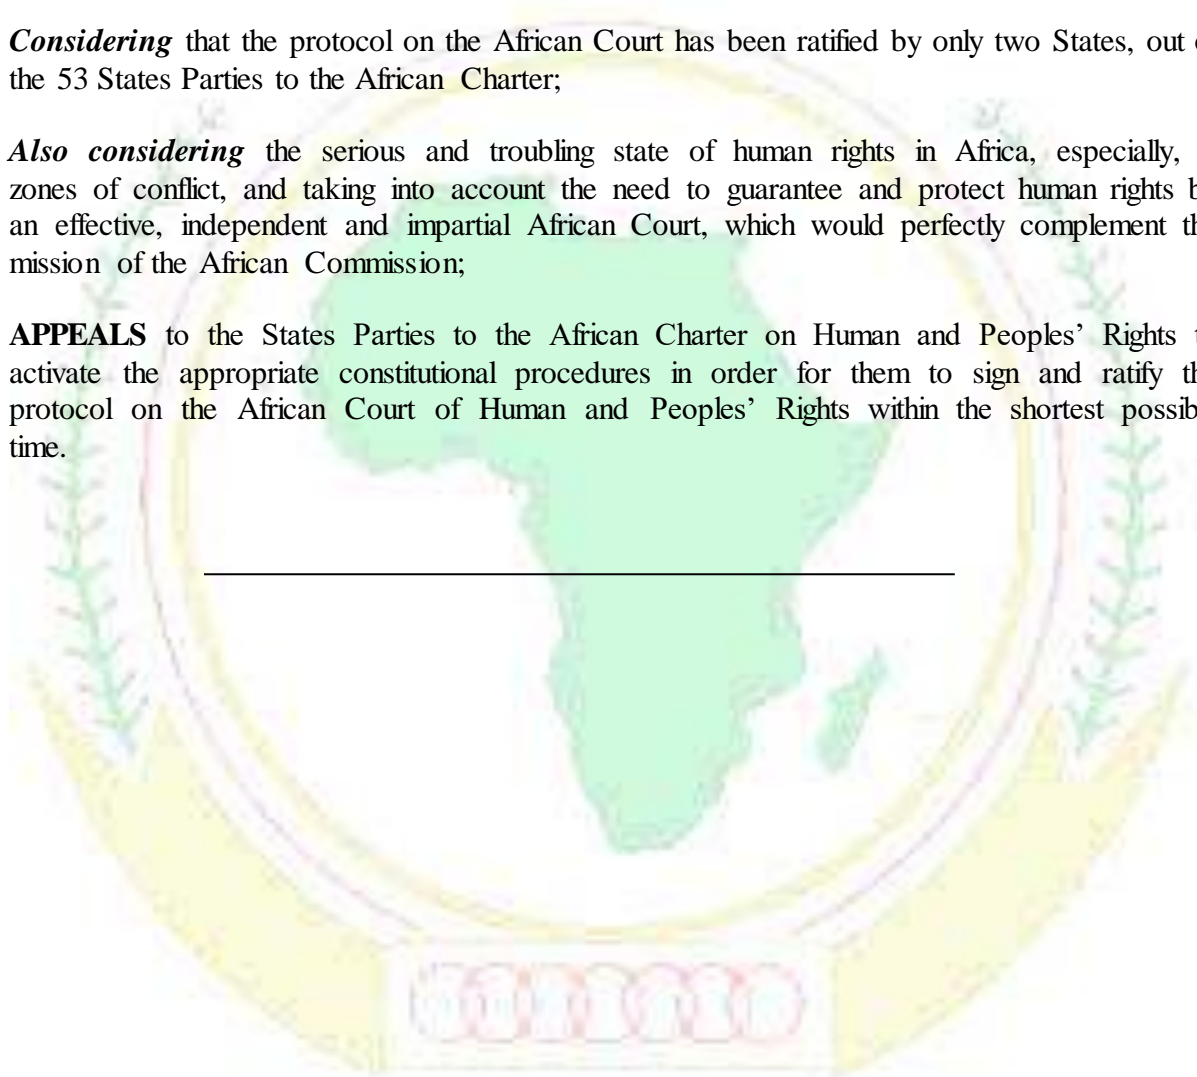 Considering that the protocol on the African Court has been ratified by only two States, out
the 53 States Parties to the African Charter;
Also considering the serious and troubling state of human rights in Africa, especially,
zones of conflict, and taking into account the need to guarantee and protect human rights
an effective, independent and impartial African Court, which would perfectly complement
mission of the African Commission;
APPEALS to the States Parties to the African Charter on Human and Peoples’ Rights
activate the appropriate constitutional procedures in order for them to sign and ratify
protocol on the African Court of Human and Peoples’ Rights within the shortest
time.